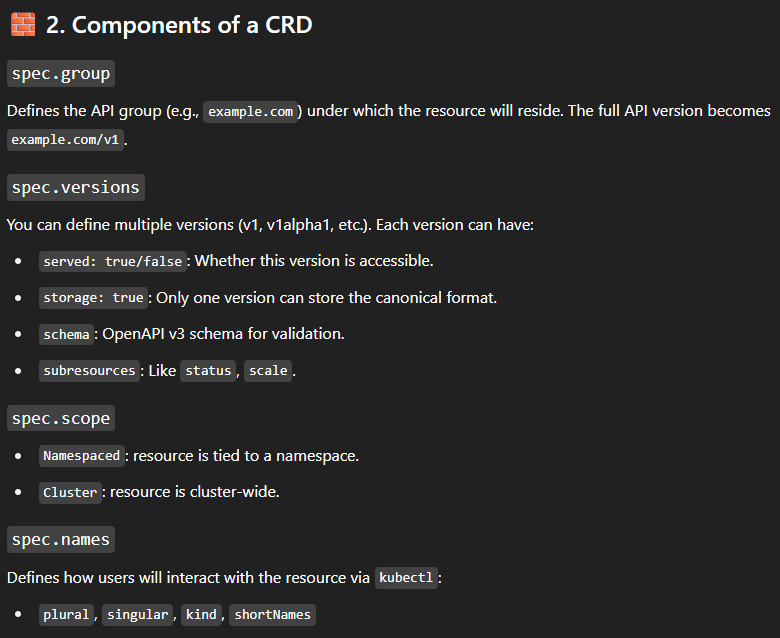 🧱 2. Components of a CRD
spec.group
Defines the API group (e.g., example.com) under which the resource will reside. The full API version becomes
example.com/v1.
spec.versions
You can define multiple versions (v1, v1alpha1, etc.). Each version can have:
• served: true/false: Whether this version is accessible.
• storage: true: Only one version can store the canonical format.
• schema: OpenAPI v3 schema for validation.
• subresources: Like status, scale.
spec.scope
• Namespaced: resource is tied to a namespace.
• Cluster: resource is cluster-wide.
spec.names
Defines how users will interact with the resource via kubectl:
• plural, singular, kind, shortNames